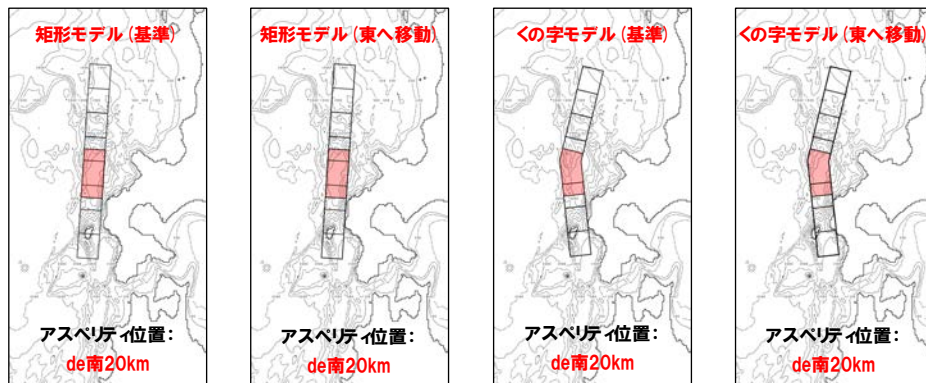 矩形モデル(基準)
アスペリティ位置:
de南20km
矩形モデル(東へ移動)
アスペリティ位置:
de南20km
くの字モデル(基準)
アスペリティ位置:
de南20km
くの字モデル(東へ移動)
アスペリティ位置:
de南20km